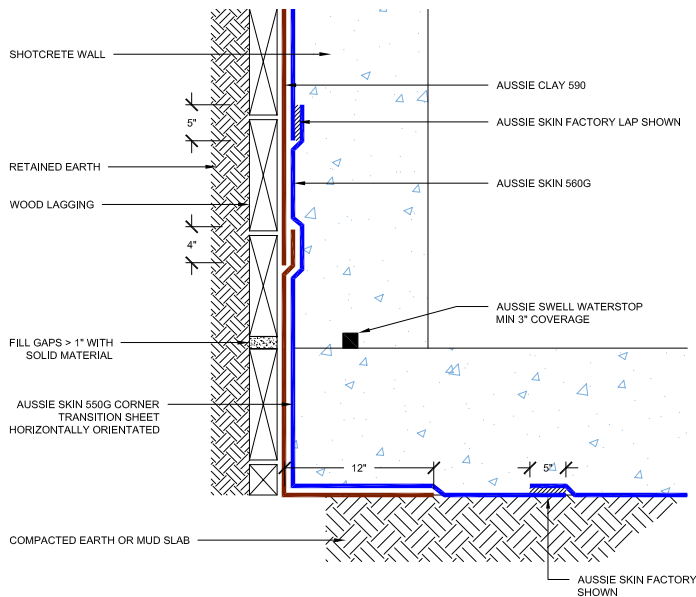 SHOTCRETE WALL
AUSSIE CLAY 590
5"
AUSSIE SKIN FACTORY LAP SHOWN
RETAINED EARTH
AUSSIE SKIN 560G
WOOD LAGGING
4"
AUSSIE SWELL WATERSTOP
MIN 3" COVERAGE
FILL GAPS > 1" WITH
SOLID MATERIAL
AUSSIE SKIN 550G CORNER
TRANSITION SHEET
HORIZONTALLY ORIENTATED
12"
5"
COMPACTED EARTH OR MUD SLAB
AUSSIE SKIN FACTORY
SHOWN